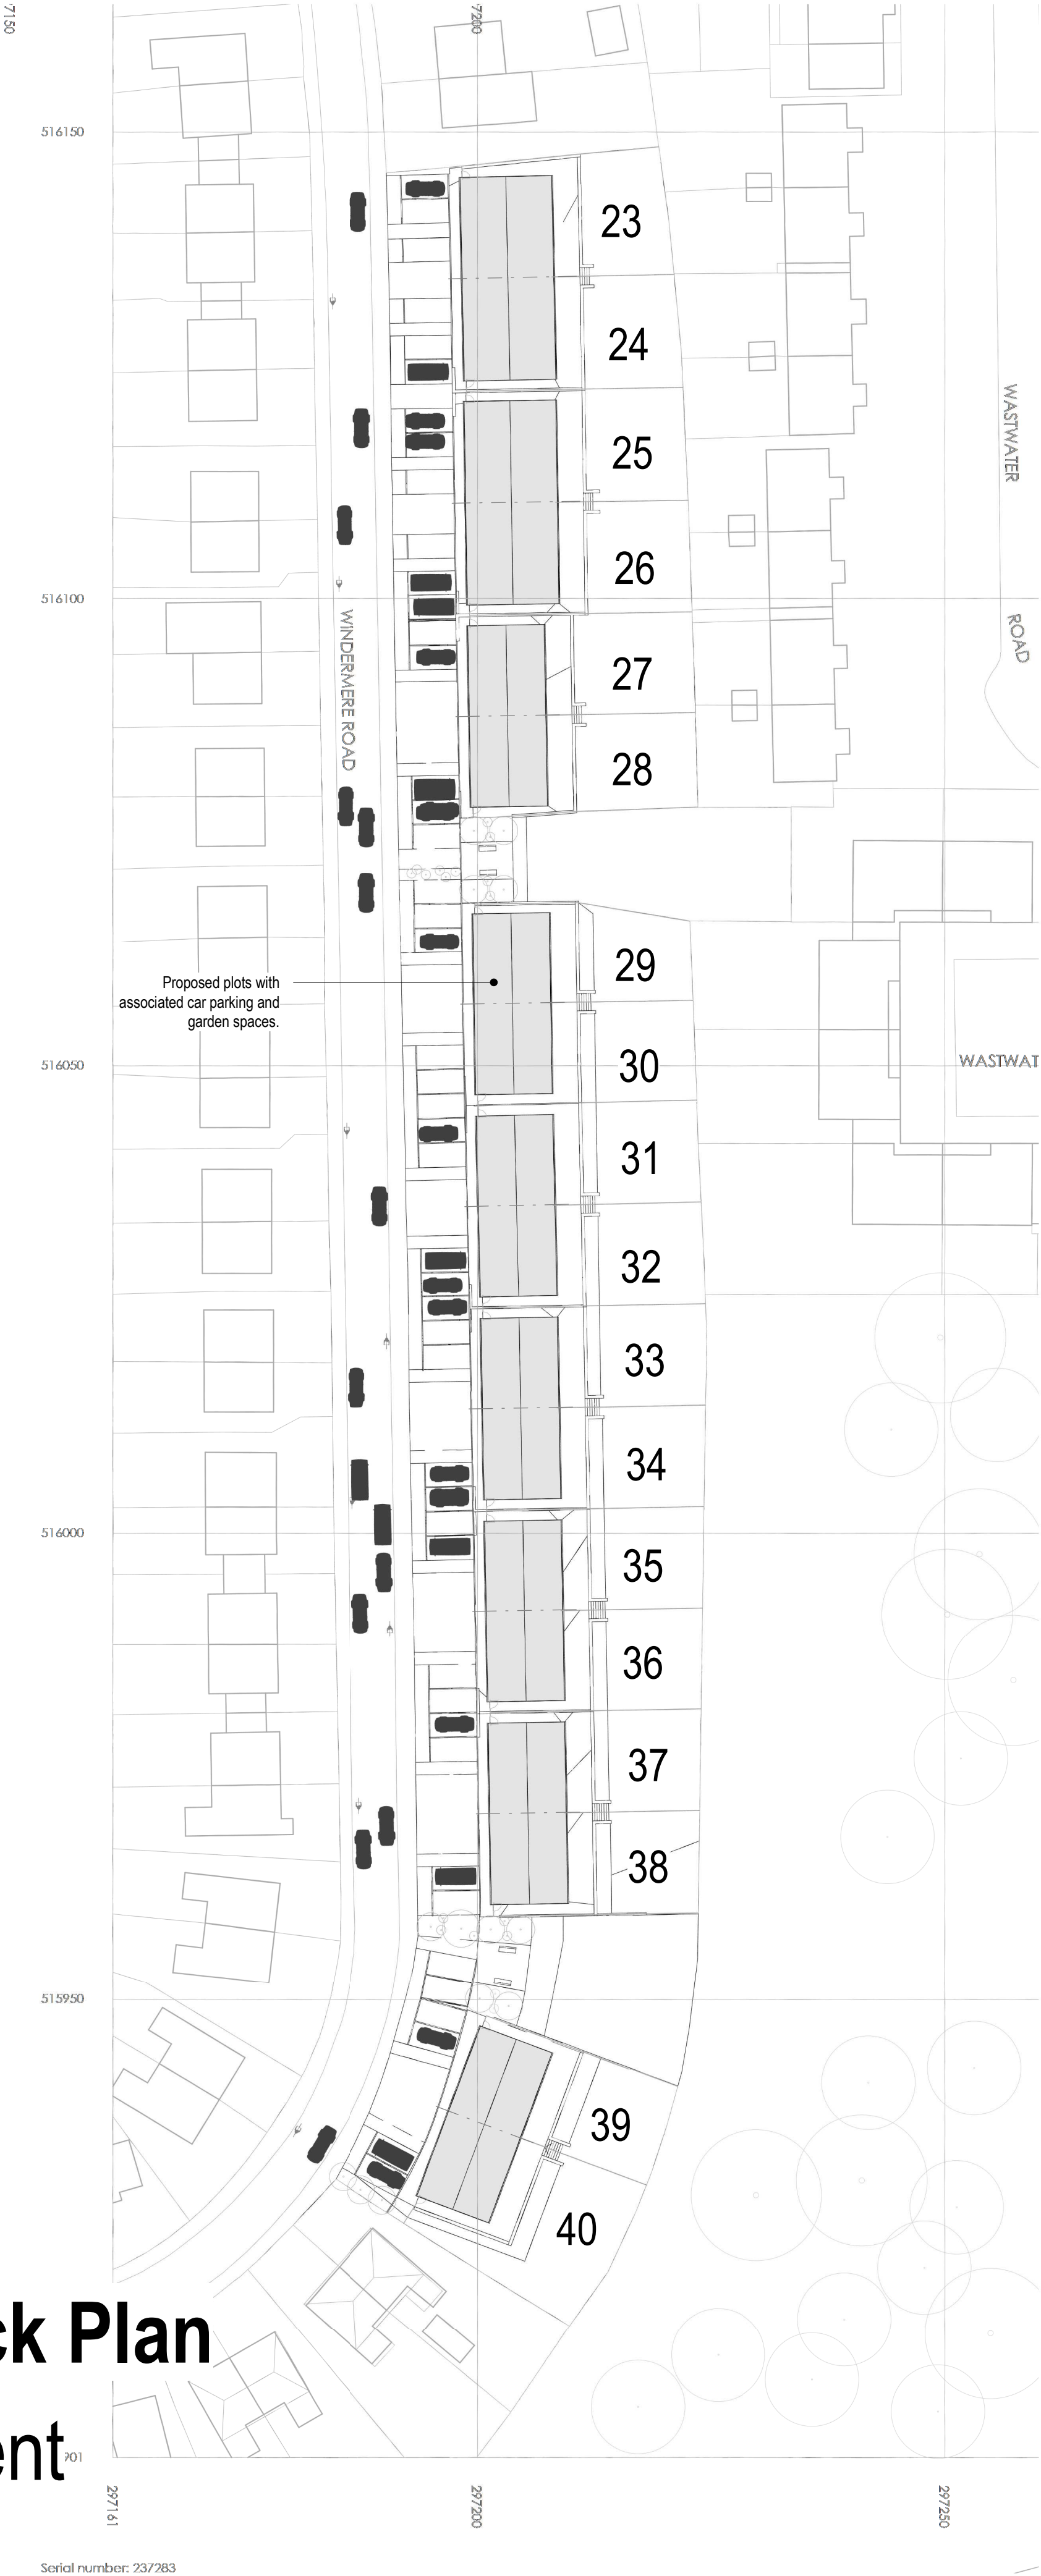 7150
7200
516150
23
24
WASTWATER
25
26
516100
ROAD
WINDERMERE ROAD
27
28
29
Proposed plots with
associated car parking and
garden spaces.
30
516050
WASTWAT
31
32
33
34
516000
35
36
37
38
515950
39
40
ck Plan
ent
901
297161
297200
297250
Serial number: 237283